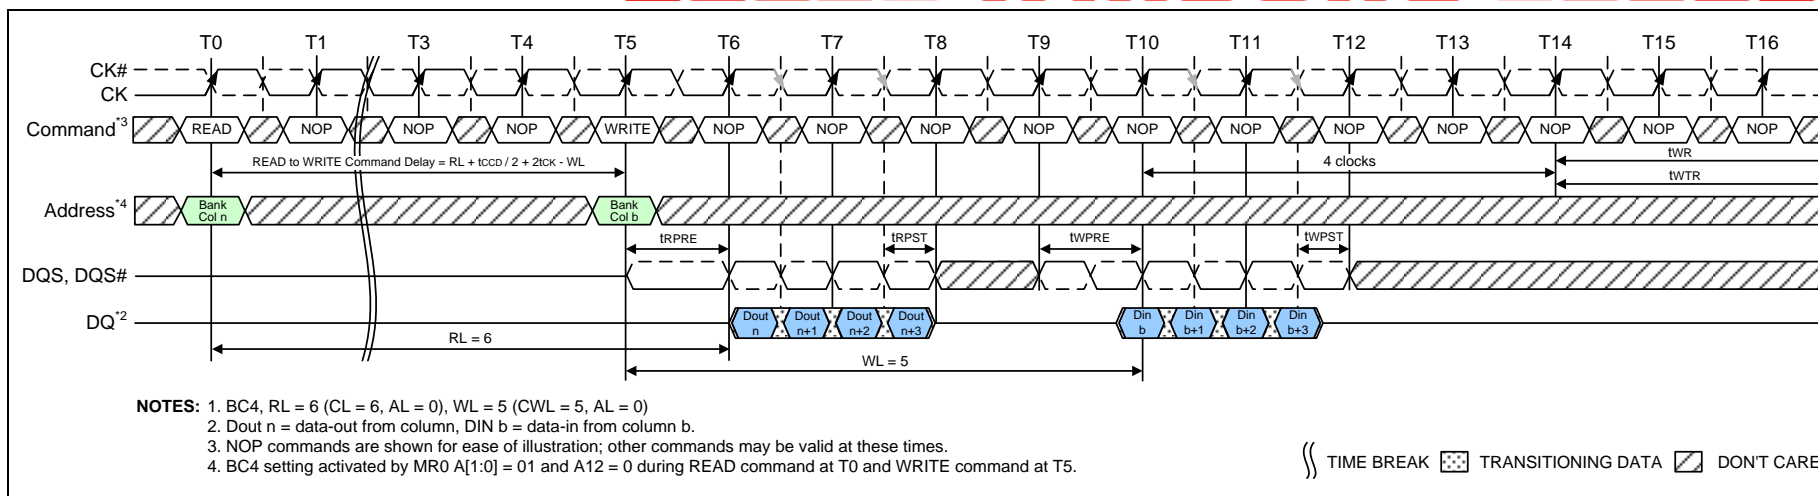 T0 T1 T3 T4 T5 T6 T7 T8 T9 T10 T11 T12 T13 T14 T15 T16
CK#
CK
Command*3 READ NOP NOP NOP WRITE NOP NOP NOP NOP NOP NOP NOP NOP NOP NOP NOP
READ to WRITE Command Delay = RL + tCCD / 2 + 2tCK - WL 4 clocks tWR
tWTR
Address*4 Bank Col n Bank Col b
tRPRE tRPST tWPRE tWPST
DQS, DQS#
DQ*2 Dout n Dout n+1 Dout n+2 Dout n+3 Din b Din b+1 Din b+2 Din b+3
RL = 6
WL = 5
NOTES: 1. BC4, RL = 6 (CL = 6, AL = 0), WL = 5 (CWL = 5, AL = 0)
2. Dout n = data-out from column, DIN b = data-in from column b.
3. NOP commands are shown for ease of illustration; other commands may be valid at these times.
4. BC4 setting activated by MR0 A[1:0] = 01 and A12 = 0 during READ command at T0 and WRITE command at T5.
TIME BREAK TRANSITIONING DATA DON'T CARE